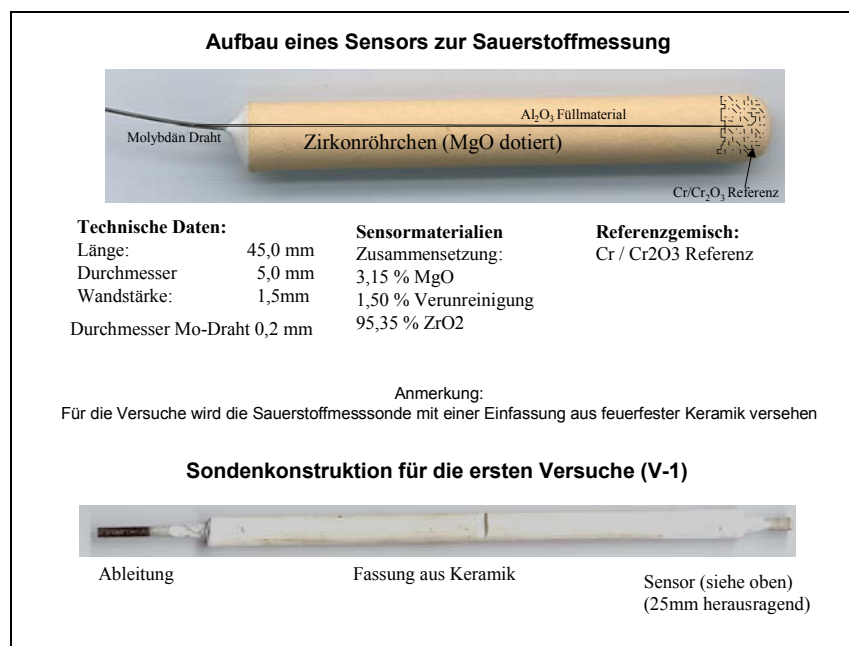 Aufbau eines Sensors zur Sauerstoffmessung
Al₂O₃ Füllmaterial
Molybdän Draht
Zirkonröhrchen (MgO dotiert)
Cr/Cr₂O₃ Referenz
Technische Daten:
Länge: 45,0 mm
Durchmesser 5,0 mm
Wandstärke: 1,5mm
Durchmesser Mo-Draht 0,2 mm
Sensormaterialien
Zusammensetzung:
3,15 % MgO
1,50 % Verunreinigung
95,35 % ZrO2
Referenzgemisch:
Cr / Cr2O3 Referenz
Anmerkung:
Für die Versuche wird die Sauerstoffmesssonde mit einer Einfassung aus feuerfester Keramik versehen
Sondenkonstruktion für die ersten Versuche (V-1)
Ableitung
Fassung aus Keramik
Sensor (siehe oben)
(25mm herausragend)